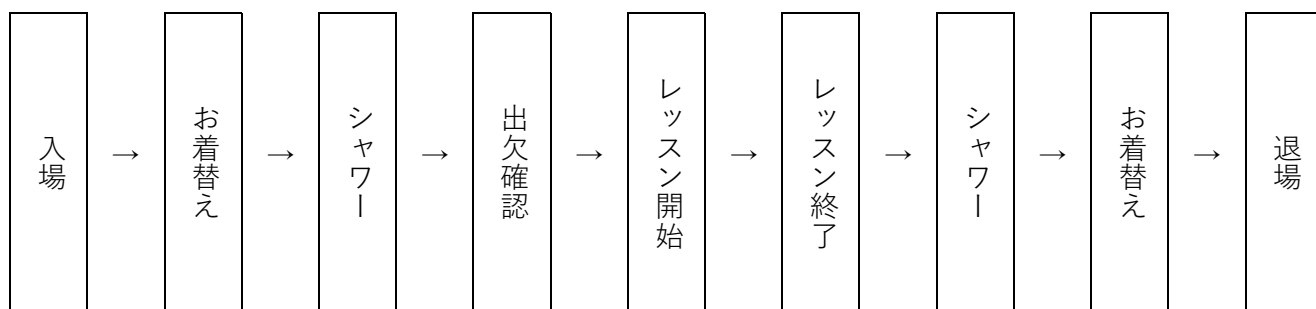 入場
→
お着替え
→
シャワー
→
出欠確認
→
レッスン開始
→
レッスン終了
→
シャワー
→
お着替え
→
退場